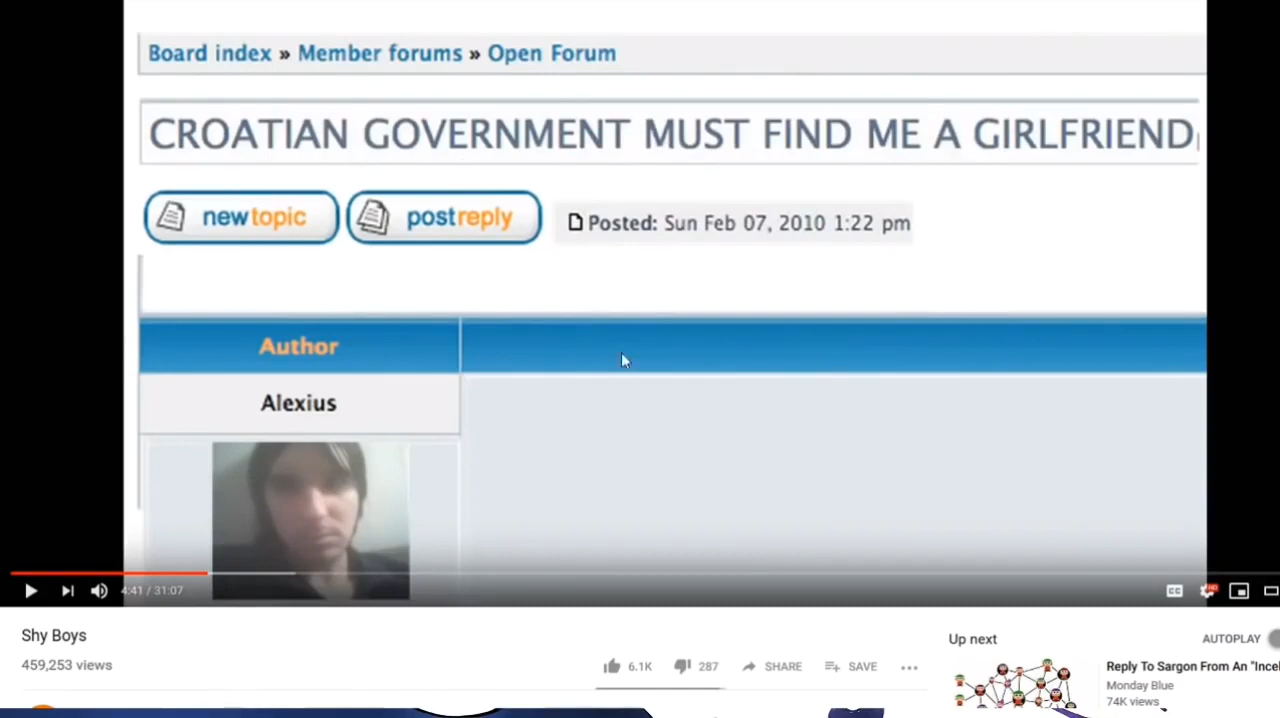 Board index » Member forums » Open Forum
CROATIAN GOVERNMENT MUST FIND ME A GIRLFRIEND
newtopic
postreply
Posted: Sun Feb 07, 2010 1:22 pm
Author
Alexius
4:41 / 31:07
CC
HD
Shy Boys
459,253 views
6.1K
287
SHARE
SAVE
Up next
AUTOPLAY
Reply To Sargon From An "Incel
Monday Blue
74K views